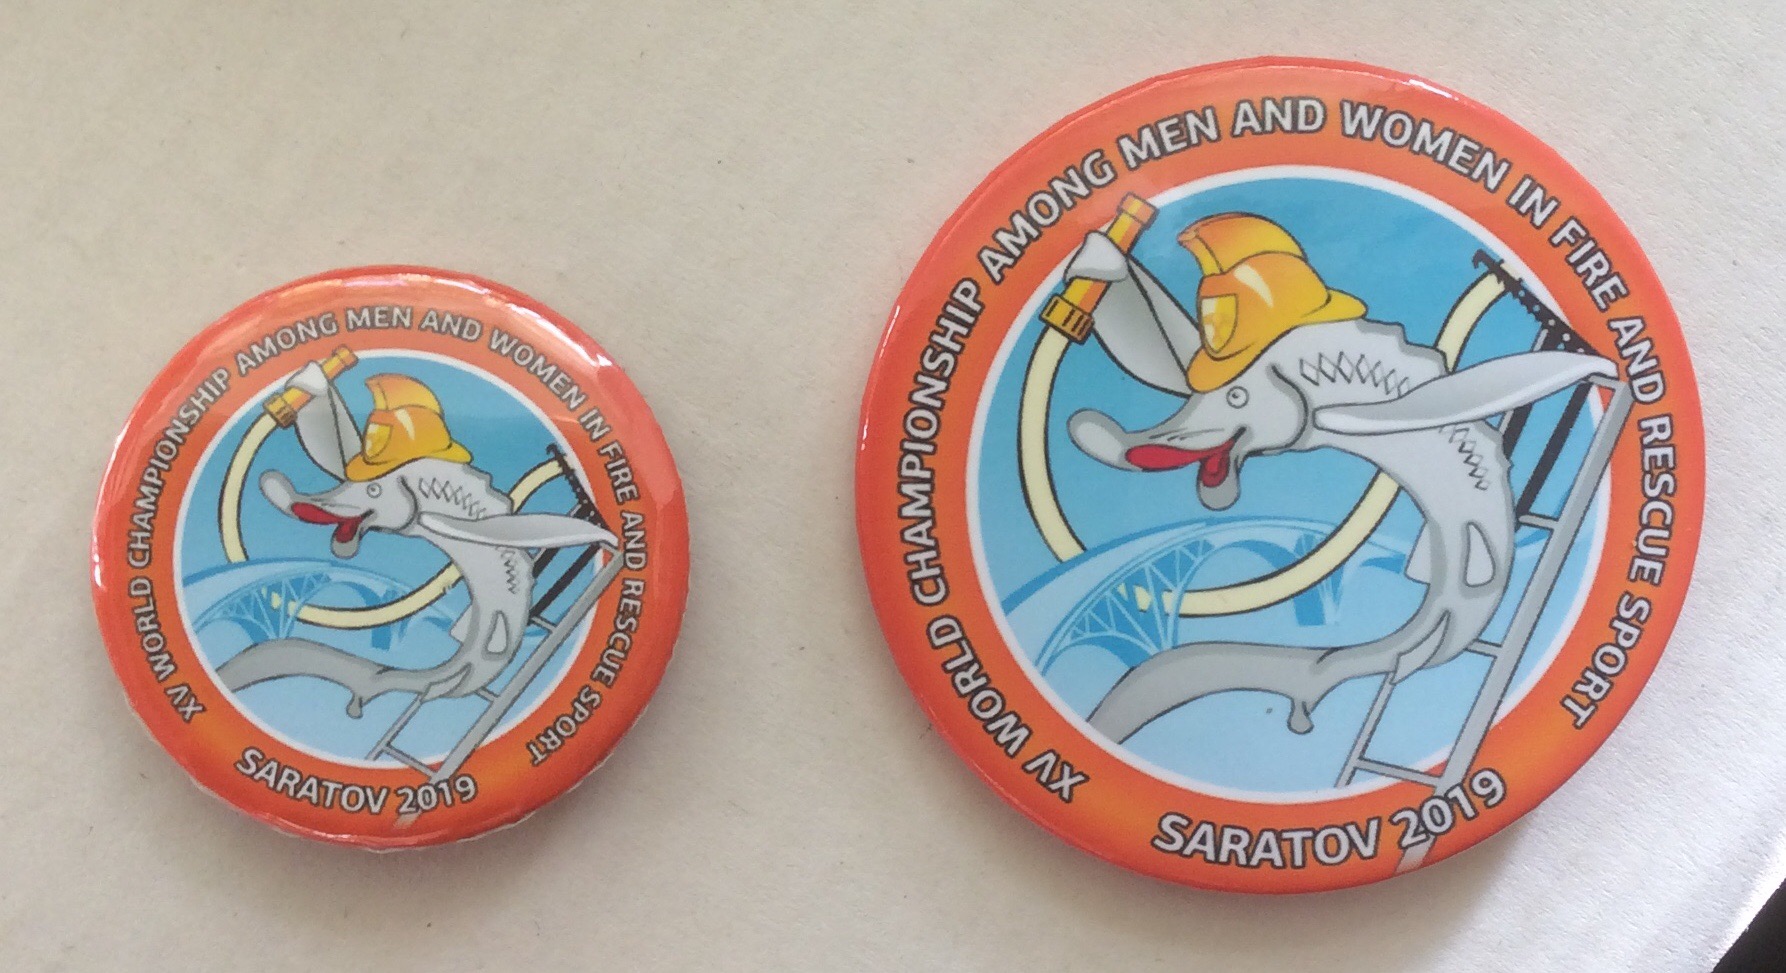 XV WORLD CHAMPIONSHIP AMONG MEN AND WOMEN IN FIRE AND RESCUE SPORT
SARATOV 2019
XV WORLD CHAMPIONSHIP AMONG MEN AND WOMEN IN FIRE AND RESCUE SPORT
SARATOV 2019